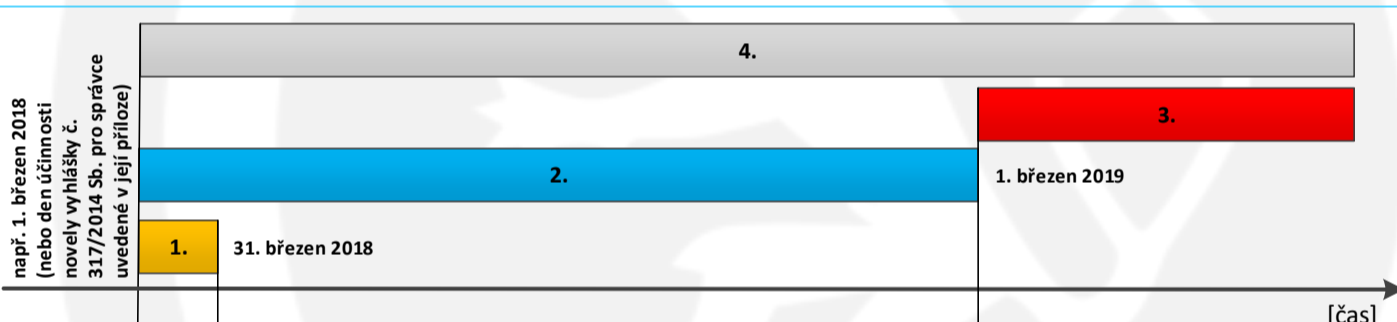 např. 1. březen 2018
(nebo den účinnosti
novely vyhlášky č.
317/2014 Sb. pro správce
uvedené v její příloze)
4.
3.
2.
1. březen 2019
1.
31. březen 2018
[čas]